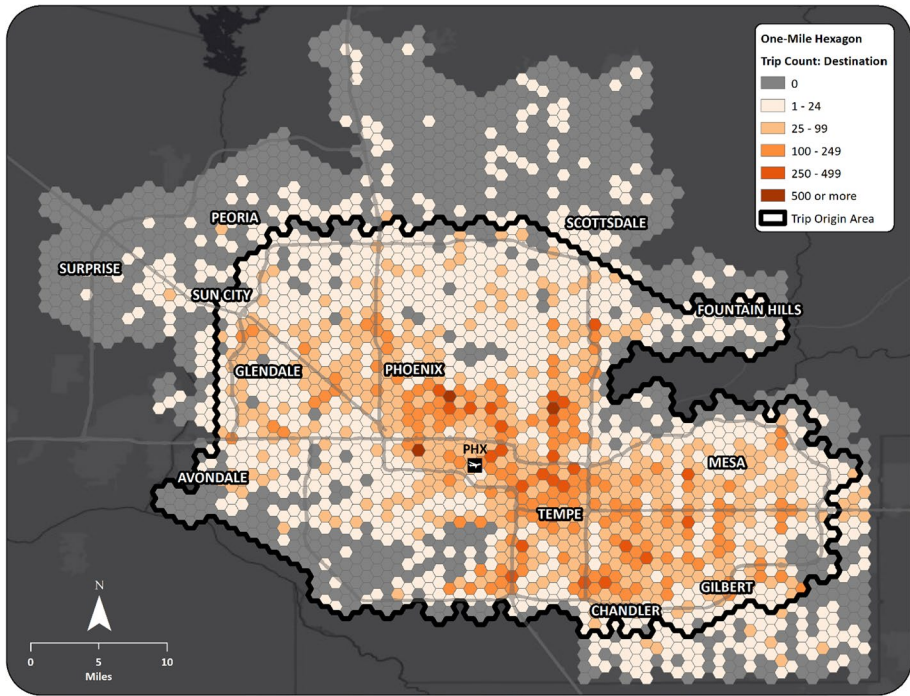 One-Mile Hexagon
Trip Count: Destination
0
1 - 24
25 - 99
100 - 249
250 - 499
500 or more
Trip Origin Area
PEORIA
SCOTTSDALE
SURPRISE
SUN CITY
FOUNTAIN HILLS
GLENDALE
PHOENIX
PHX
MESA
AVONDALE
TEMPE
GILBERT
CHANDLER
N
0 5 10
Miles